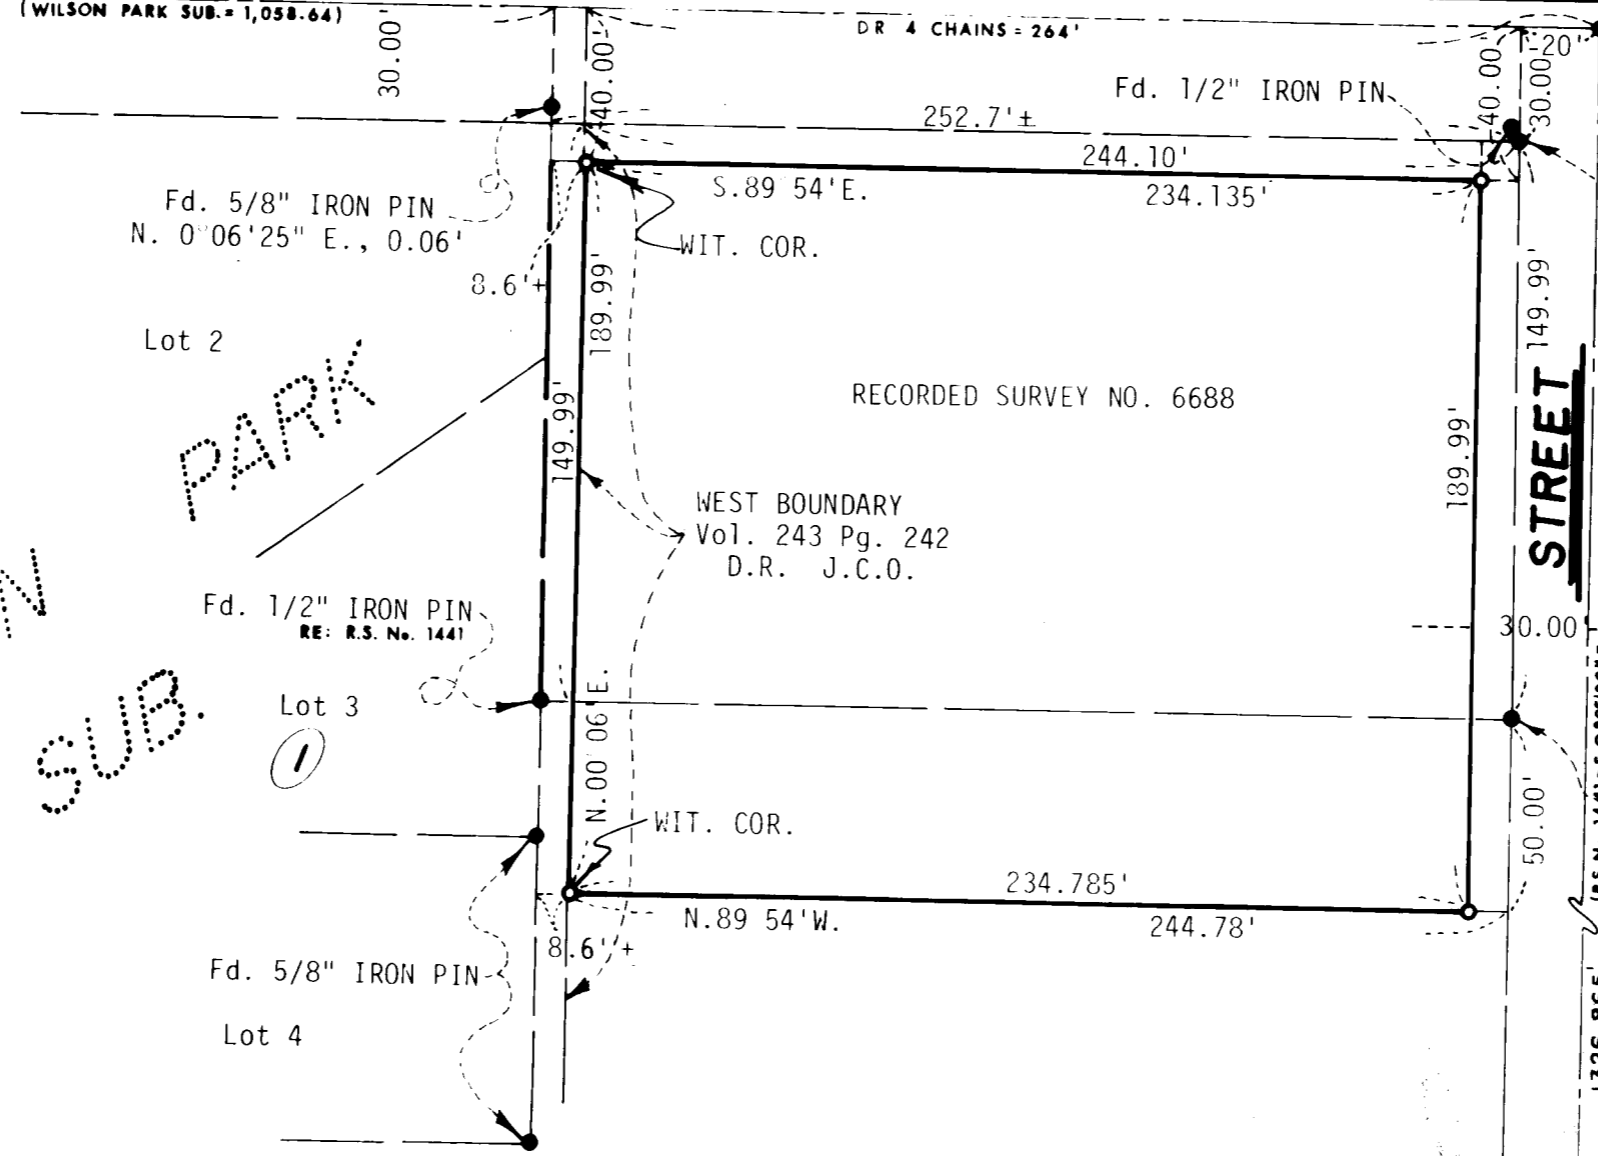 (WILSON PARK SUB.= 1,058.64)
DR 4 CHAINS = 264'
30.00'
40.00'
40.00'
30.00'
20'
Fd. 1/2" IRON PIN
252.7'±
244.10'
S.89 54'E.
234.135'
Fd. 5/8" IRON PIN
N. 0°06'25" E., 0.06'
WIT. COR.
8.6'+
189.99'
149.99'
Lot 2
PARK
RECORDED SURVEY NO. 6688
149.99'
189.99'
STREET
WEST BOUNDARY
Vol. 243 Pg. 242
D.R. J.C.O.
N
Fd. 1/2" IRON PIN
RE: R.S. No. 1441
30.00'
Lot 3
1
SUB.
N.00 06'E.
WIT. COR.
50.00'
234.785'
N.89 54'W.
244.78'
8.6'+
Fd. 5/8" IRON PIN
Lot 4